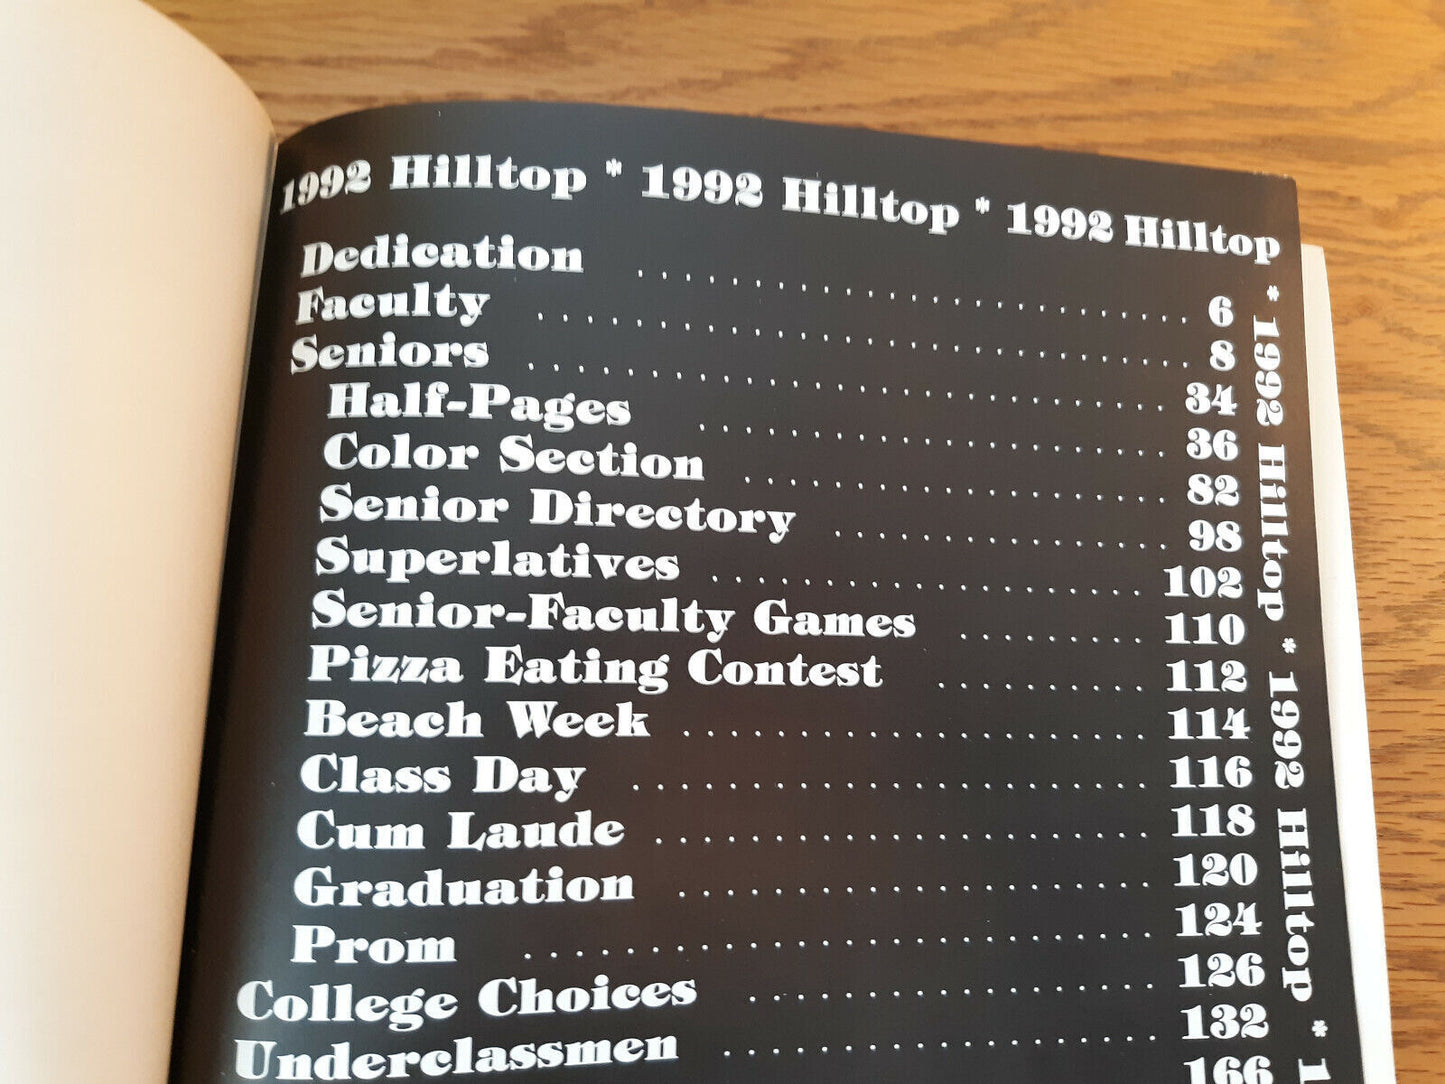 1992 Hilltop * 1992 Hilltop * 1992 Hilltop
Dedication . . . . . . . . . . . . . . . . . . . . . . . . 6
Faculty . . . . . . . . . . . . . . . . . . . . . . . . . . . . 8
Seniors . . . . . . . . . . . . . . . . . . . . . . . . . . . 34
Half-Pages . . . . . . . . . . . . . . . . . . . . 36
Color Section . . . . . . . . . . . . . . . . . . 82
Senior Directory . . . . . . . . . . . . . . 98
Superlatives . . . . . . . . . . . . . . . . . . . 102
Senior-Faculty Games . . . . . . . . 110
Pizza Eating Contest . . . . . . . . . 112
Beach Week . . . . . . . . . . . . . . . . . . . . 114
Class Day . . . . . . . . . . . . . . . . . . . . . . 116
Cum Laude . . . . . . . . . . . . . . . . . . . . . 118
Graduation . . . . . . . . . . . . . . . . . . . . 120
Prom . . . . . . . . . . . . . . . . . . . . . . . . . . . 124
College Choices . . . . . . . . . . . . . . . . . 126
Underclassmen . . . . . . . . . . . . . . . . . . 132
166
* 1992 Hilltop * 1992 Hilltop * 1